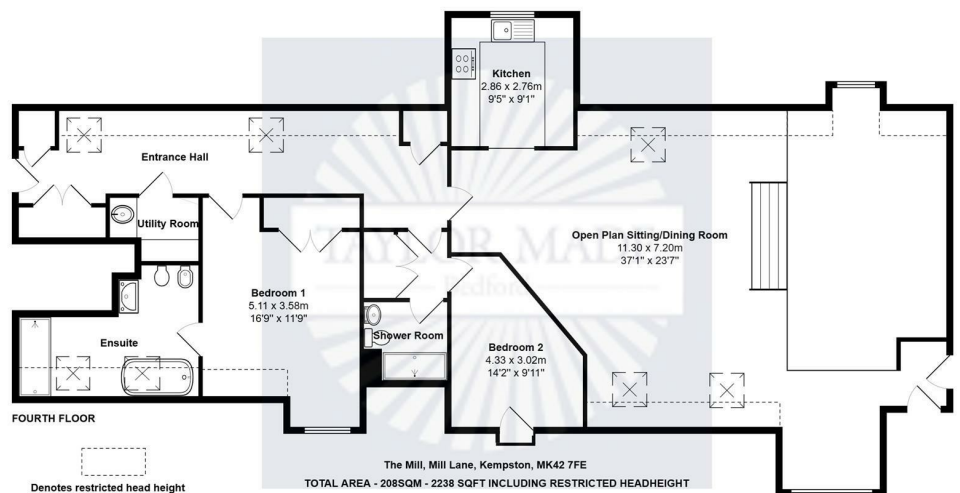 Kitchen
2.86 x 2.76m
9'5" x 9'1"
Entrance Hall
Utility Room
Open Plan Sitting/Dining Room
11.30 x 7.20m
37'1" x 23'7"
TAYLOR MADE
Bedford
Bedroom 1
5.11 x 3.58m
16'9" x 11'9"
Shower Room
Ensuite
Bedroom 2
4.33 x 3.02m
14'2" x 9'11"
FOURTH FLOOR
The Mill, Mill Lane, Kempston, MK42 7FE
Denotes restricted head height
TOTAL AREA - 208SQM - 2238 SQFT INCLUDING RESTRICTED HEADHEIGHT